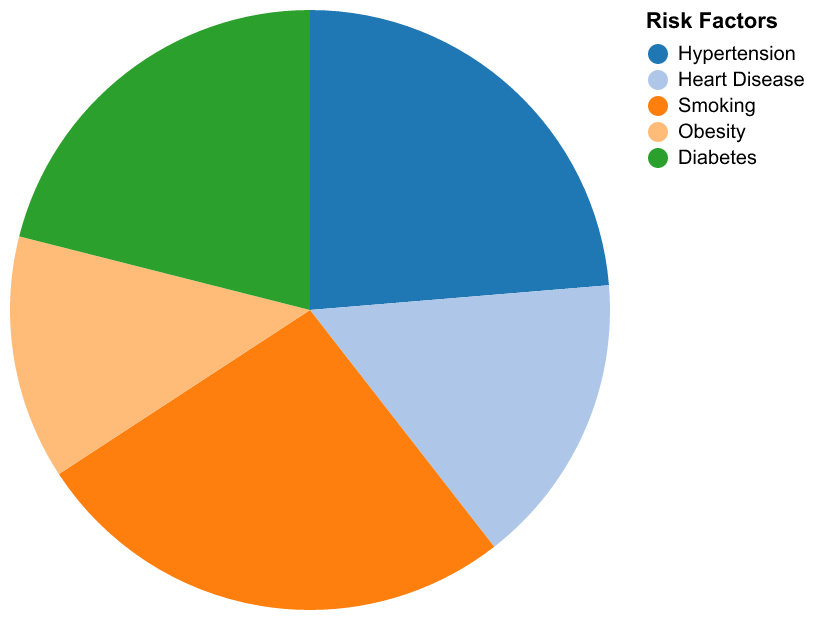 Risk Factors
Hypertension
Heart Disease
Smoking
Obesity
Diabetes